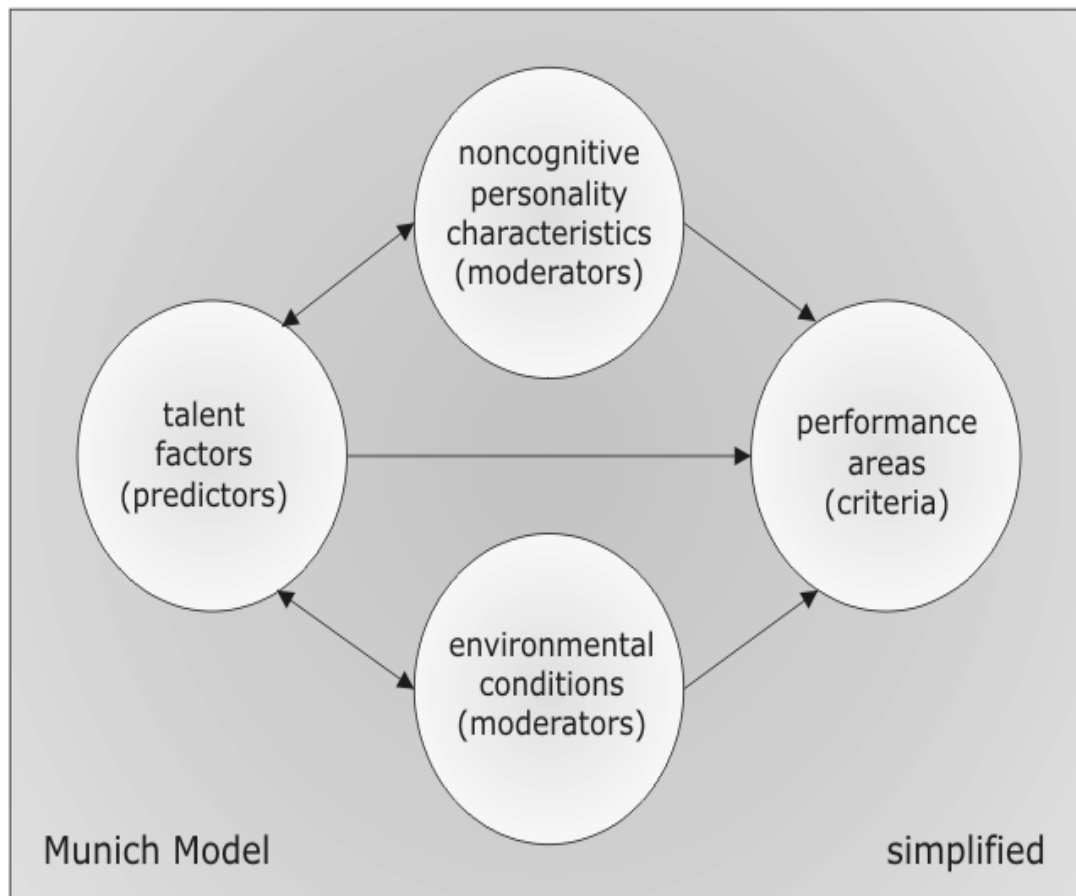 noncognitive
personality
characteristics
(moderators)
talent
factors
(predictors)
performance
areas
(criteria)
environmental
conditions
(moderators)
Munich Model
simplified